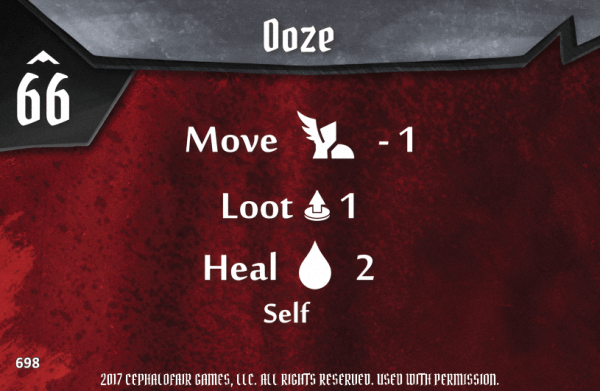 Ooze
66
Move - 1
Loot 1
Heal 2
Self
698
2017 CEPHALOFAIR GAMES, LLC. ALL RIGHTS RESERVED. USED WITH PERMISSION.